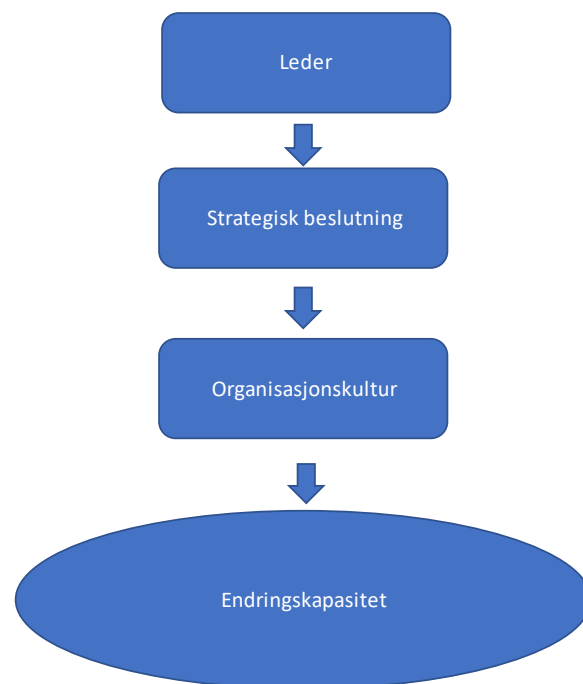 Leder
Strategisk beslutning
Organisasjonskultur
Endringskapasitet